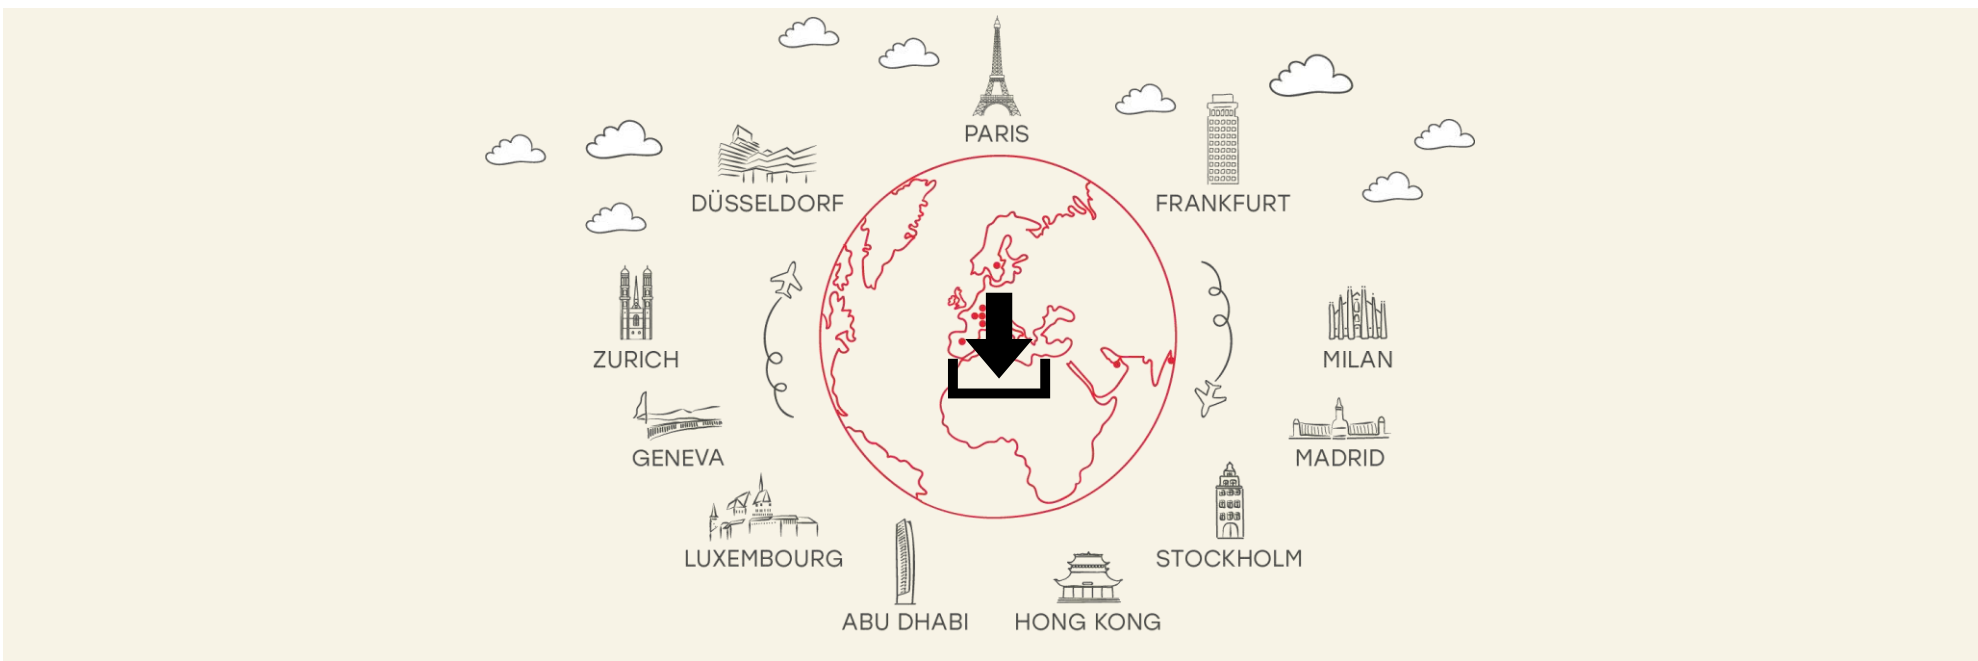 PARIS
DÜSSELDORF
FRANKFURT
ZURICH
MILAN
GENEVA
MADRID
LUXEMBOURG
STOCKHOLM
ABU DHABI
HONG KONG